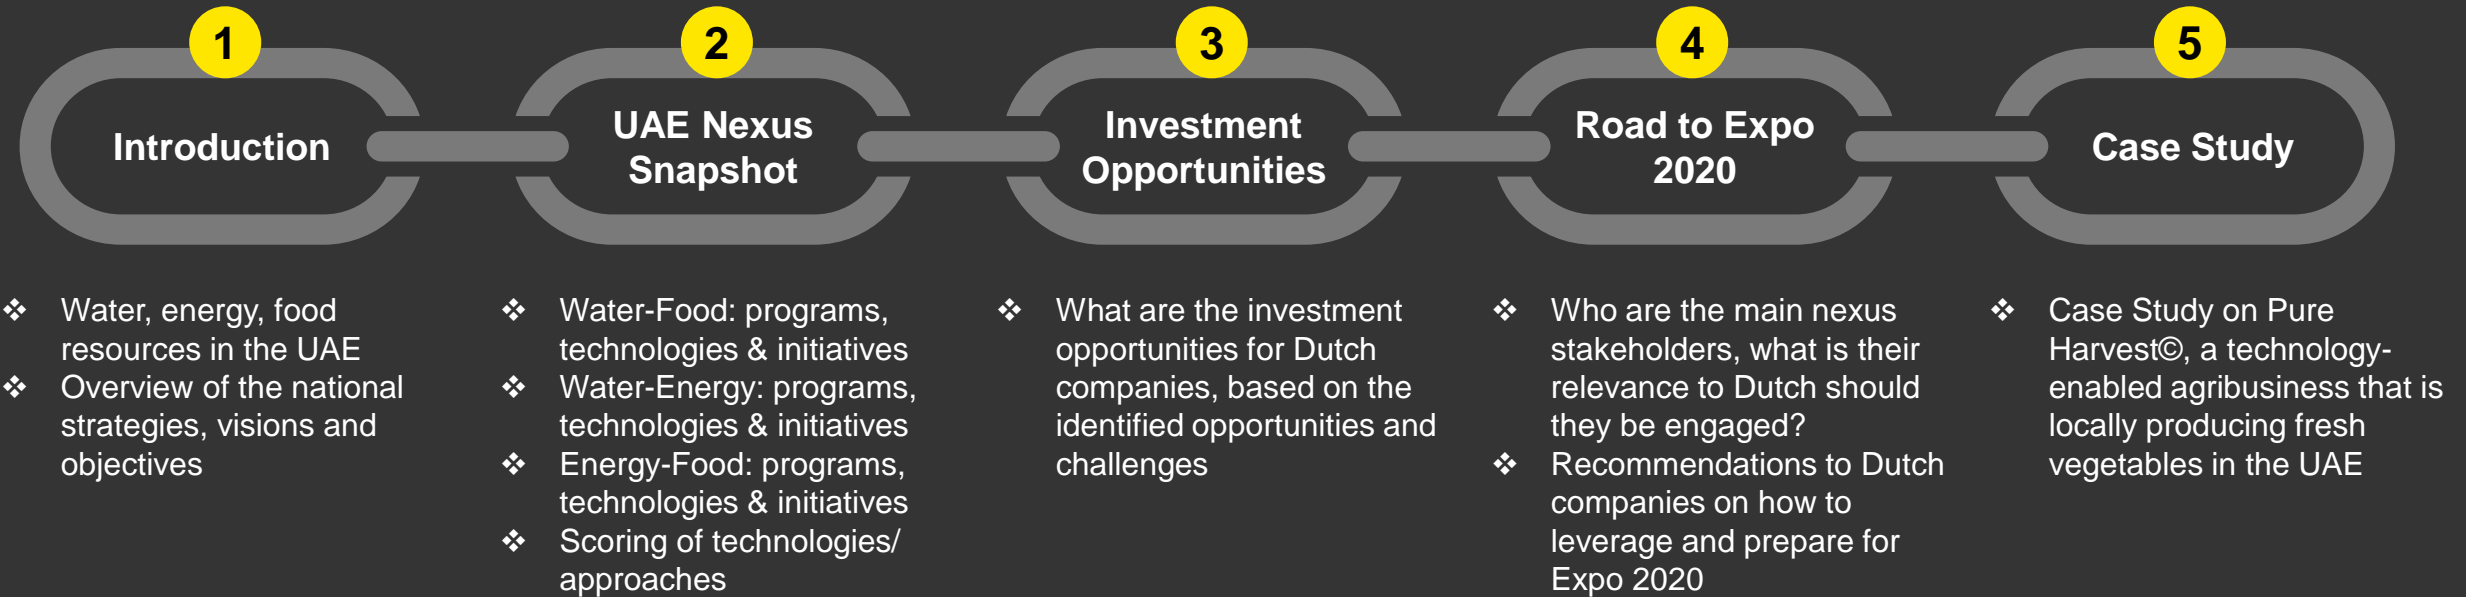 1
Introduction
❖ Water, energy, food
resources in the UAE
❖ Overview of the national
strategies, visions and
objectives
2
UAE Nexus
Snapshot
❖ Water-Food: programs,
technologies & initiatives
❖ Water-Energy: programs,
technologies & initiatives
❖ Energy-Food: programs,
technologies & initiatives
❖ Scoring of technologies/
approaches
3
Investment
Opportunities
❖ What are the investment
opportunities for Dutch
companies, based on the
identified opportunities and
challenges
4
Road to Expo
2020
❖ Who are the main nexus
stakeholders, what is their
relevance to Dutch should
they be engaged?
❖ Recommendations to Dutch
companies on how to
leverage and prepare for
Expo 2020
5
Case Study
❖ Case Study on Pure
Harvest©, a technology-
enabled agribusiness that is
locally producing fresh
vegetables in the UAE